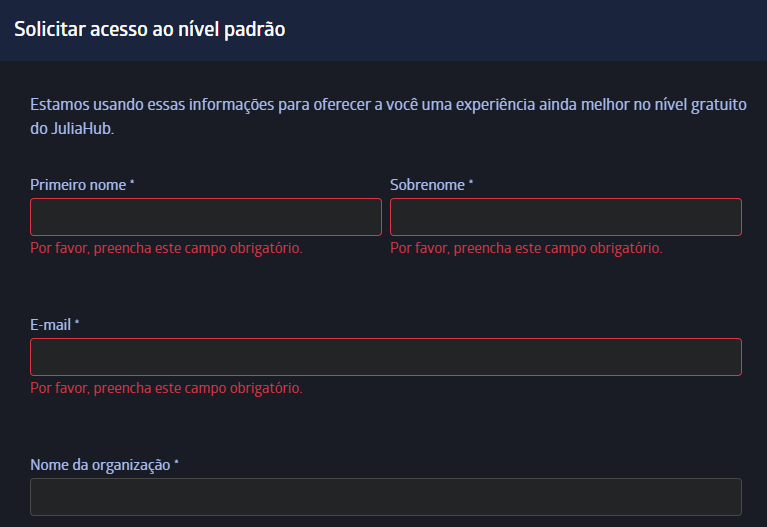 Solicitar acesso ao nível padrão
Estamos usando essas informações para oferecer a você uma experiência ainda melhor no nível gratuito
do JuliaHub.
Primeiro nome *
Sobrenome *
Por favor, preencha este campo obrigatório.
Por favor, preencha este campo obrigatório.
E-mail *
Por favor, preencha este campo obrigatório.
Nome da organização *